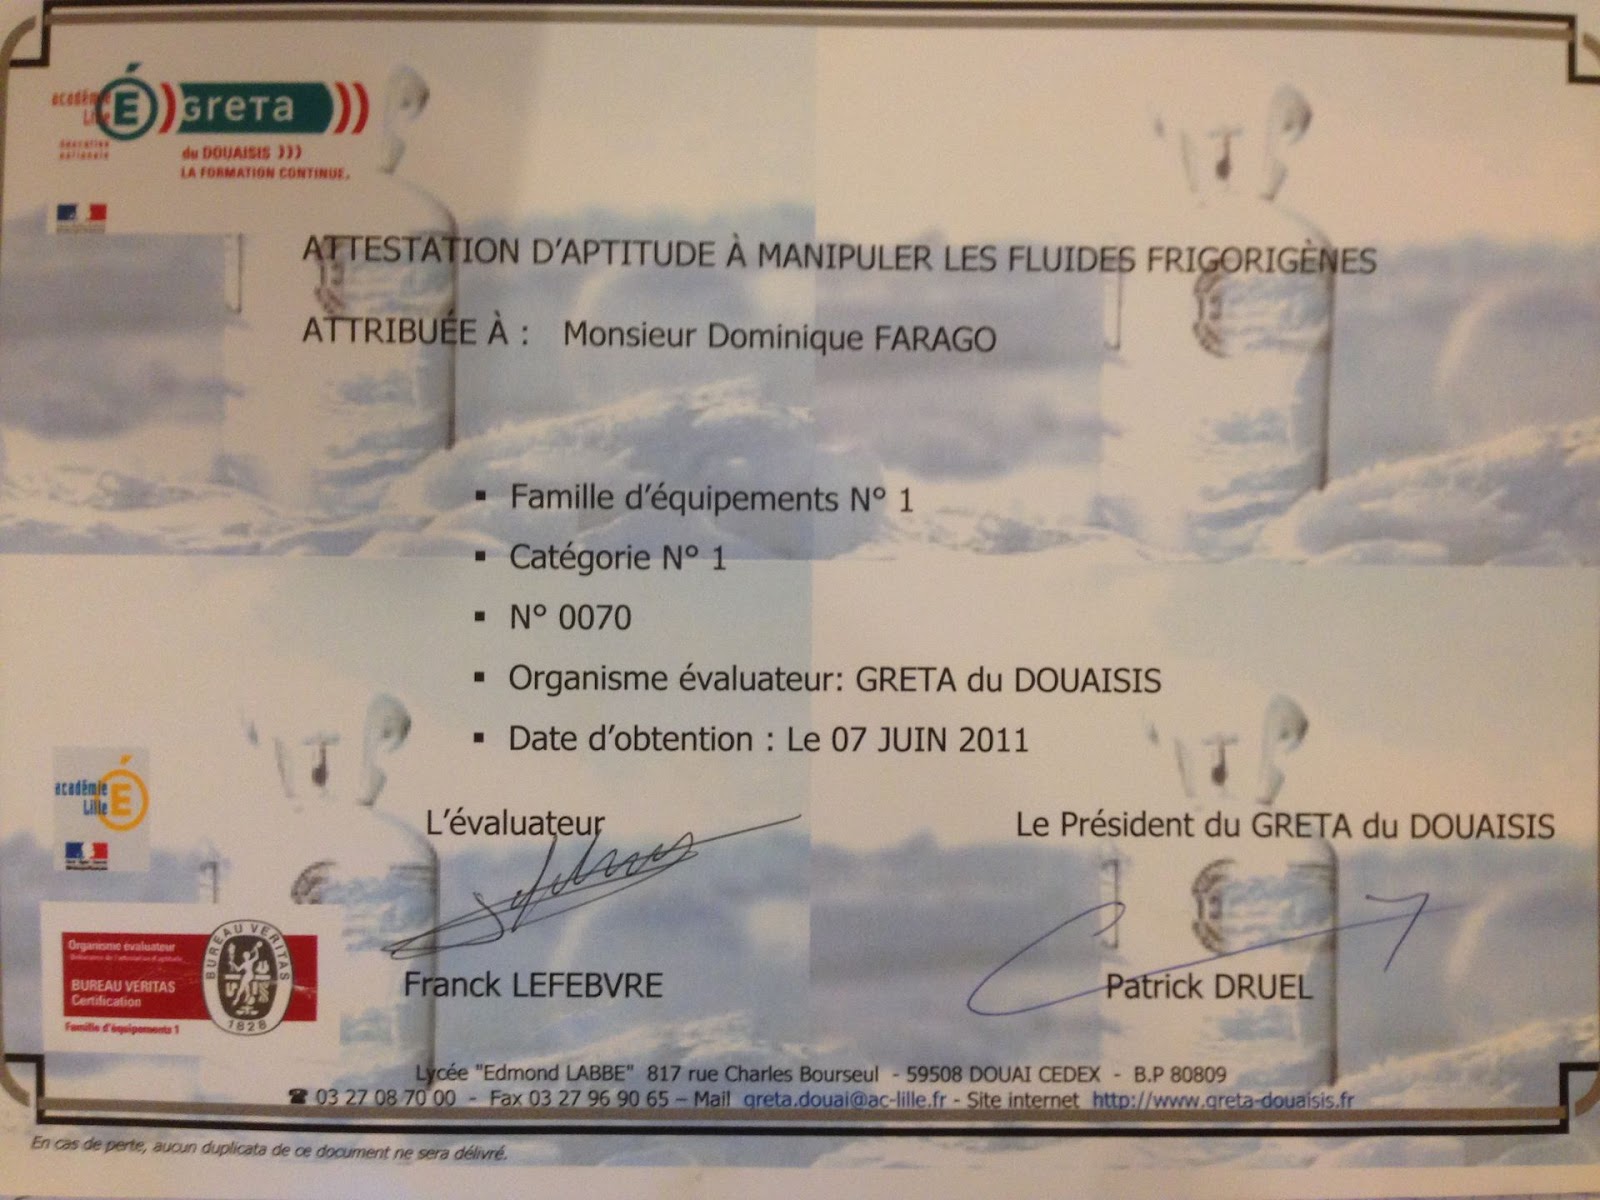 académie
Lille
É
GRETA
éducation
nationale
du DOUAISIS )))
LA FORMATION CONTINUE.
ATTESTATION D'APTITUDE À MANIPULER LES FLUIDES FRIGORIGÈNES
ATTRIBUÉE À : Monsieur Dominique FARAGO
▪ Famille d'équipements N° 1
▪ Catégorie N° 1
▪ N° 0070
▪ Organisme évaluateur: GRETA du DOUAISIS
▪ Date d'obtention : Le 07 JUIN 2011
académie
Lille
É
L'évaluateur
Le Président du GRETA du DOUAISIS
Organisme évaluateur
BUREAU VERITAS
Certification
Famille d'équipements 1
BUREAU VERITAS
1828
Franck LEFEBVRE
Patrick DRUEL
Lycée "Edmond LABBE" 817 rue Charles Bourseul - 59508 DOUAI CEDEX - B.P 80809
☎ 03 27 08 70 00 - Fax 03 27 96 90 65 – Mail greta.douai@ac-lille.fr - Site internet http://www.greta-douaisis.fr
En cas de perte, aucun duplicata de ce document ne sera délivré.